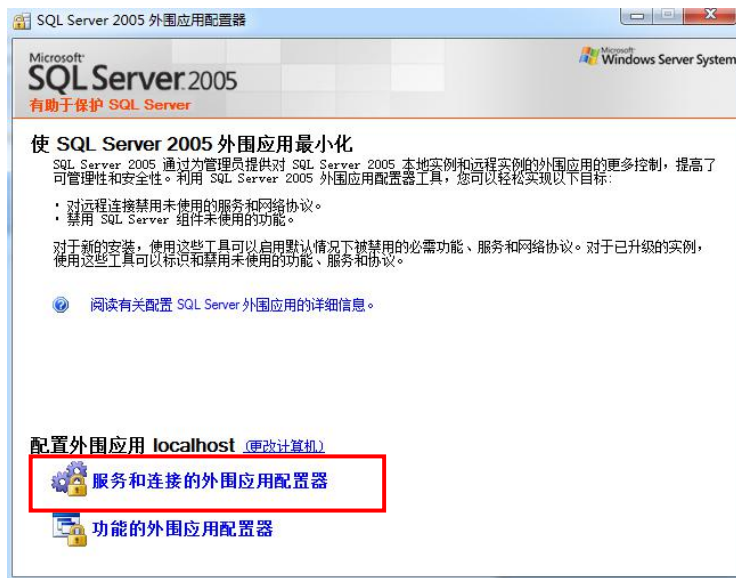 SQL Server 2005 外围应用配置器
Microsoft
SQL Server 2005
有助于保护 SQL Server
Microsoft
Windows Server System
使 SQL Server 2005 外围应用最小化
SQL Server 2005 通过为管理员提供对 SQL Server 2005 本地实例和远程实例的外围应用的更多控制，提高了
可管理性和安全性。利用 SQL Server 2005 外围应用配置器工具，您可以轻松实现以下目标：
· 对远程连接禁用未使用的服务和网络协议。
· 禁用 SQL Server 组件未使用的功能。
对于新的安装，使用这些工具可以启用默认情况下被禁用的必需功能、服务和网络协议。对于已升级的实例，
使用这些工具可以标识和禁用未使用的功能、服务和协议。
阅读有关配置 SQL Server 外围应用的详细信息。
配置外围应用 localhost (更改计算机)
服务和连接的外围应用配置器
功能的外围应用配置器